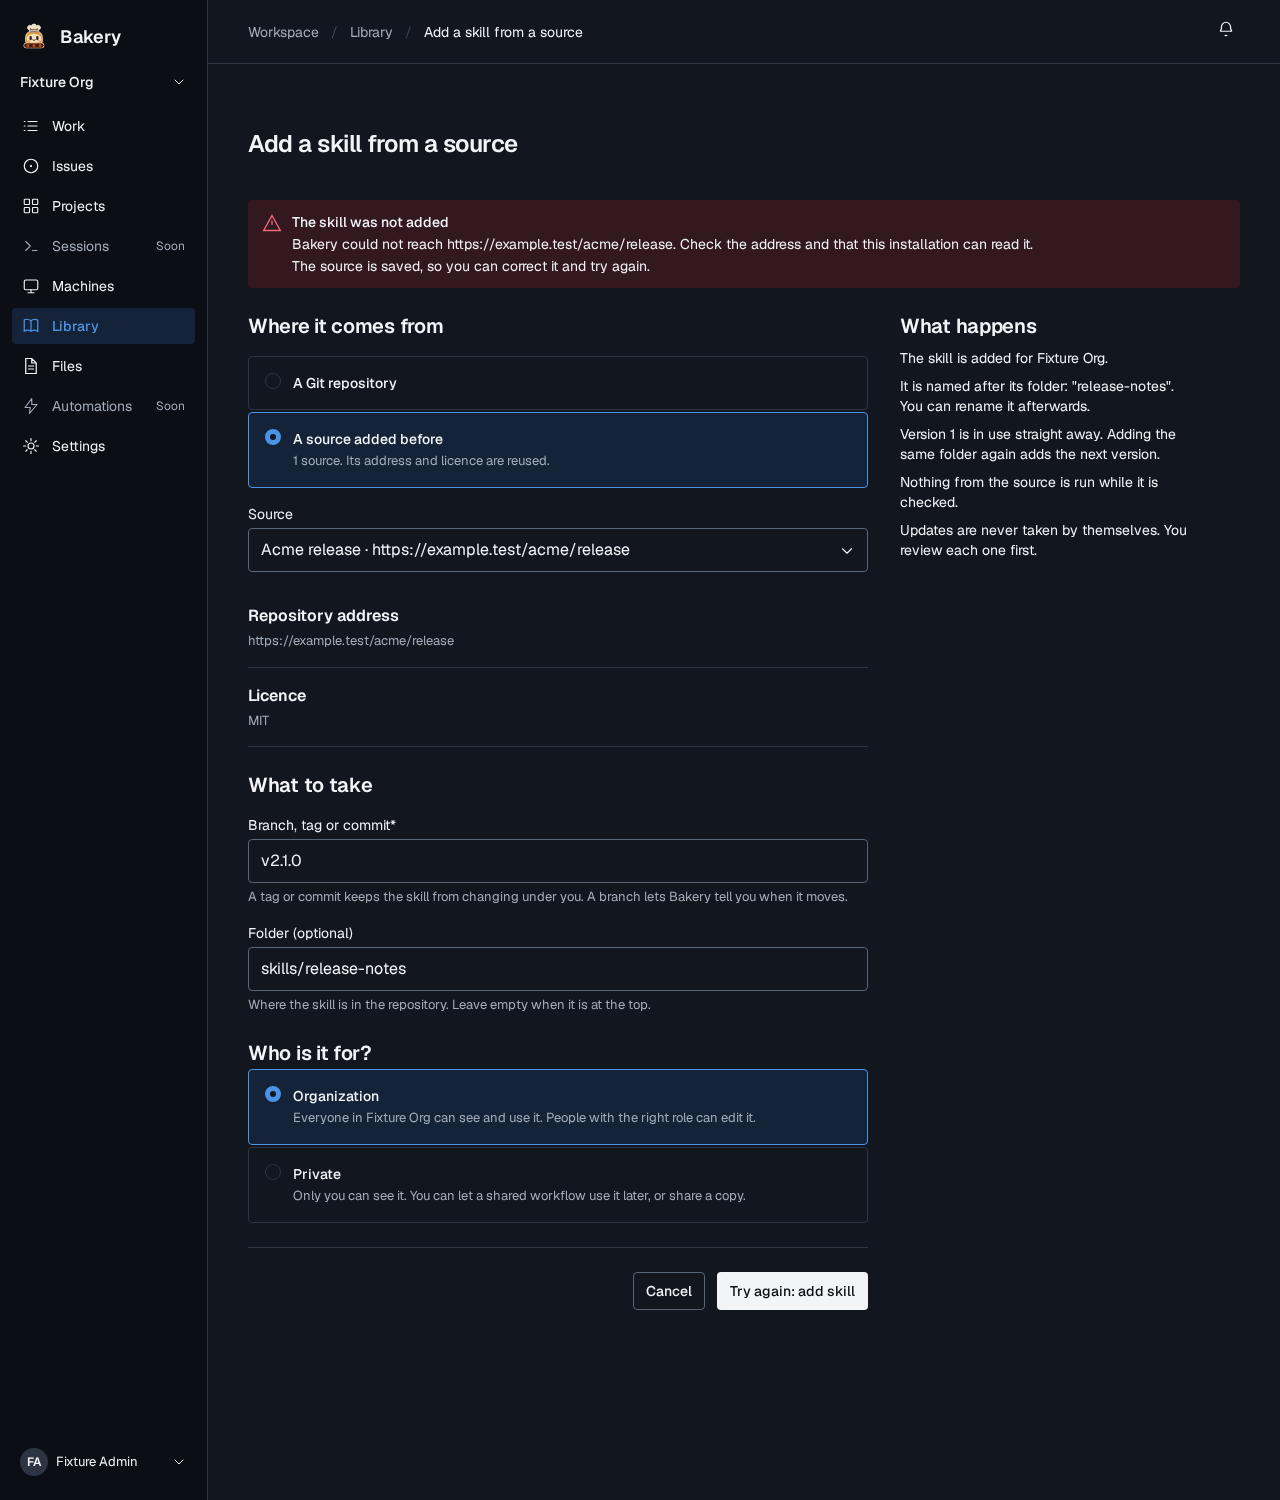 Bakery
Fixture Org
Work
Issues
Projects
Sessions Soon
Machines
Library
Files
Automations Soon
Settings
FA Fixture Admin
Workspace / Library / Add a skill from a source
Add a skill from a source
The skill was not added
Bakery could not reach https://example.test/acme/release. Check the address and that this installation can read it.
The source is saved, so you can correct it and try again.
Where it comes from
A Git repository
A source added before
1 source. Its address and licence are reused.
Source
Acme release · https://example.test/acme/release
Repository address
https://example.test/acme/release
Licence
MIT
What to take
Branch, tag or commit*
v2.1.0
A tag or commit keeps the skill from changing under you. A branch lets Bakery tell you when it moves.
Folder (optional)
skills/release-notes
Where the skill is in the repository. Leave empty when it is at the top.
Who is it for?
Organization
Everyone in Fixture Org can see and use it. People with the right role can edit it.
Private
Only you can see it. You can let a shared workflow use it later, or share a copy.
Cancel
Try again: add skill
What happens
The skill is added for Fixture Org.
It is named after its folder: "release-notes".
You can rename it afterwards.
Version 1 is in use straight away. Adding the
same folder again adds the next version.
Nothing from the source is run while it is
checked.
Updates are never taken by themselves. You
review each one first.